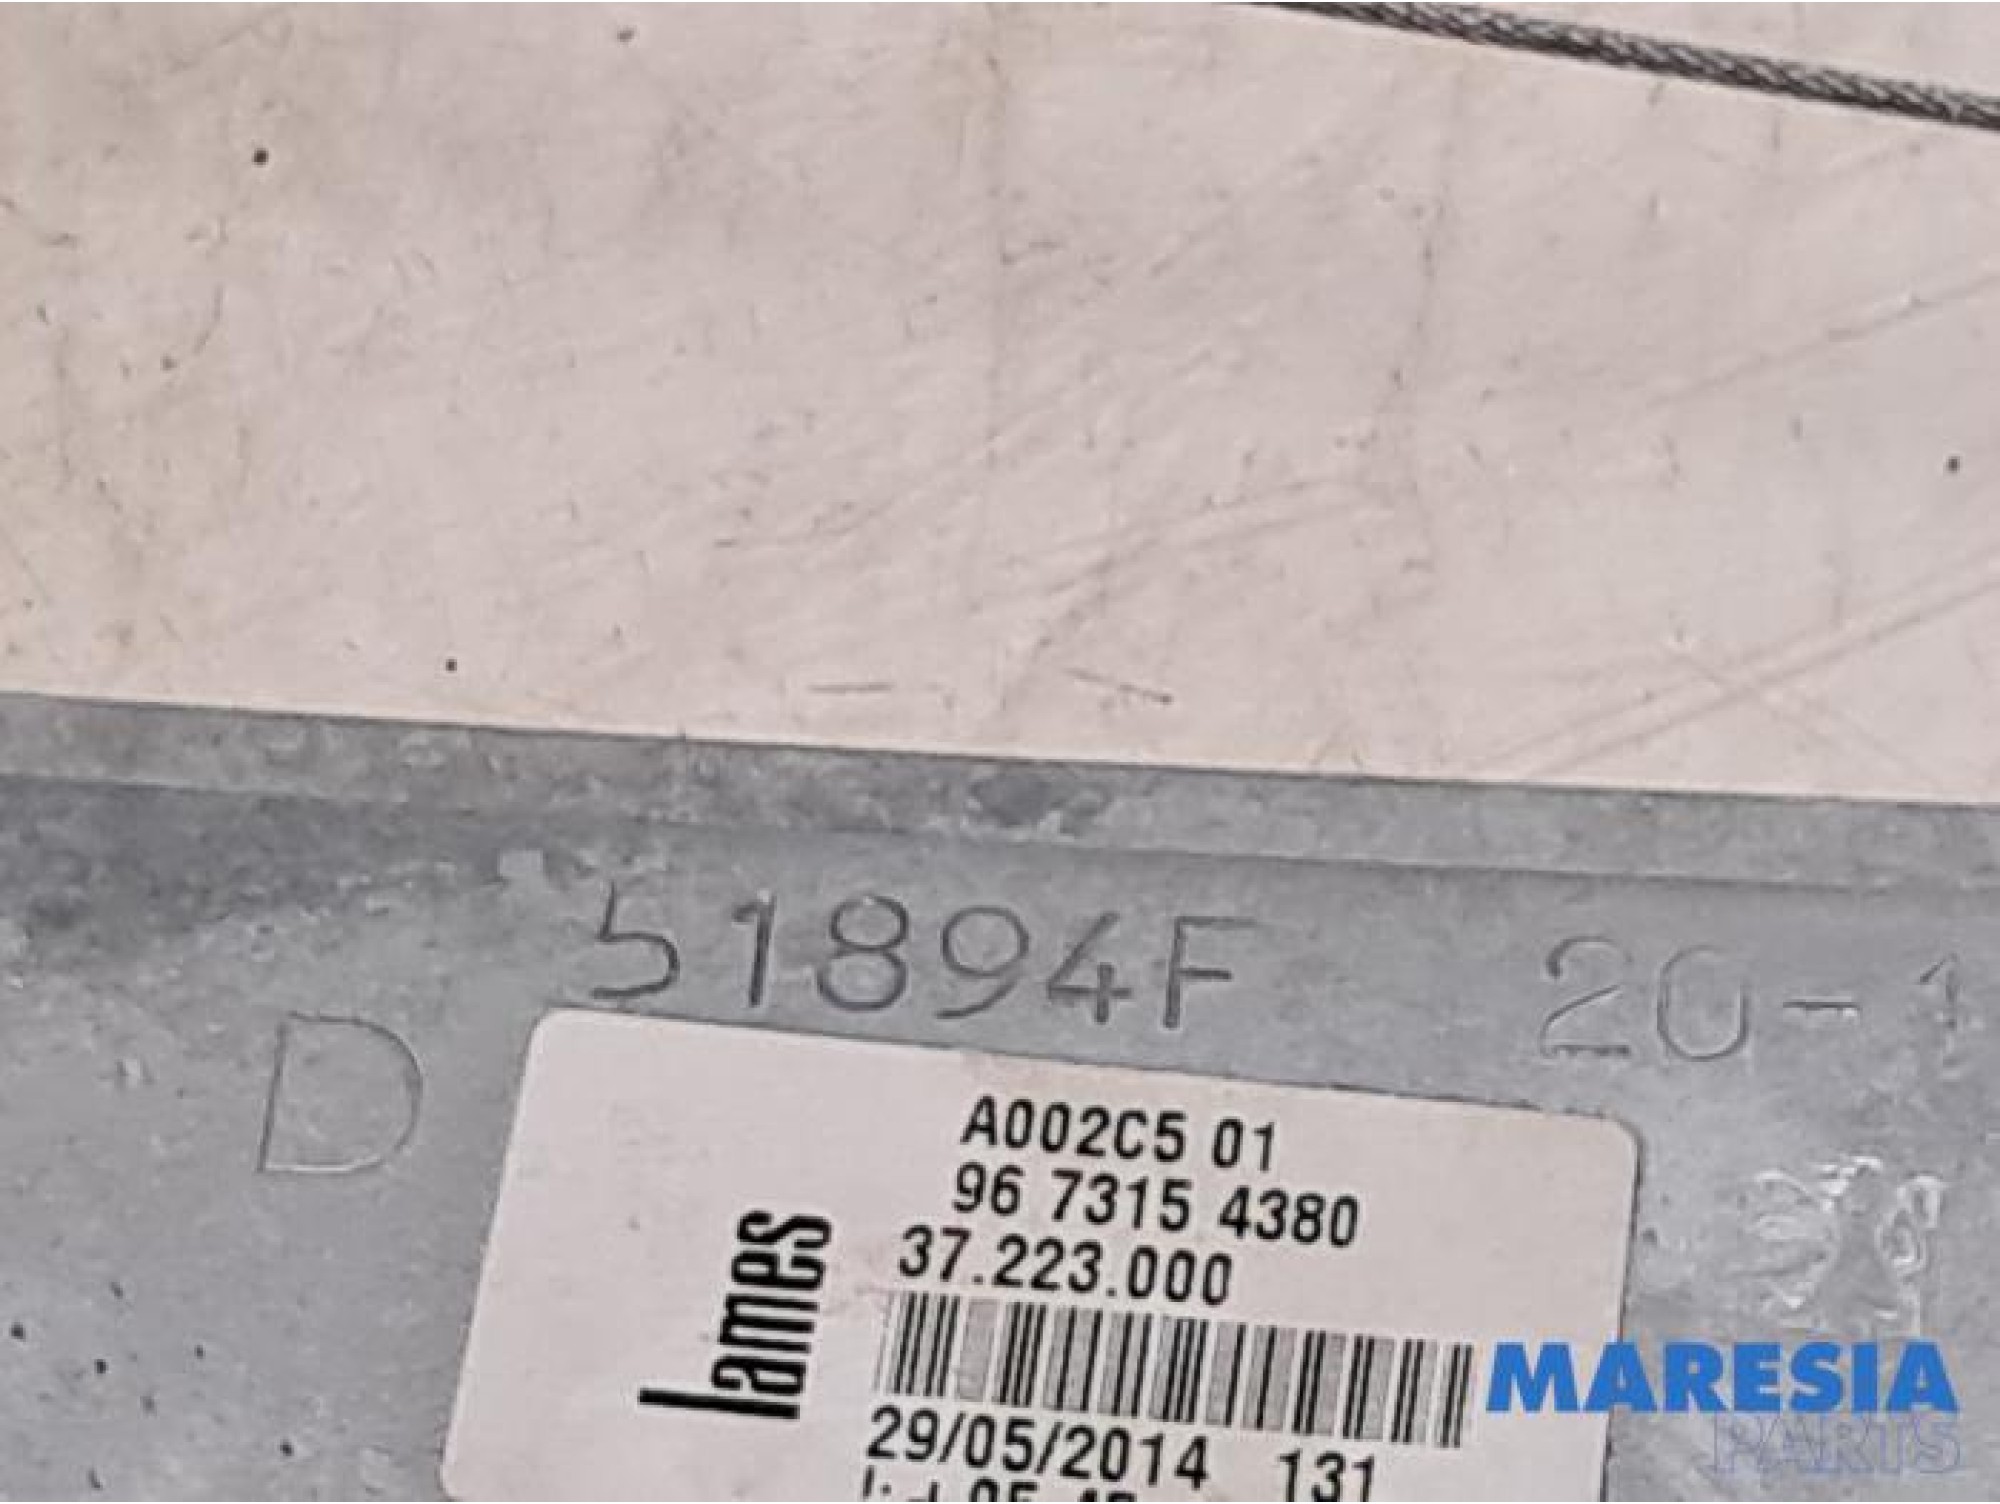 51894F 20-1
D
A002C5 01
96 7315 4380
37.223.000
lames
29/05/2014 131
MARESIA
PARTS